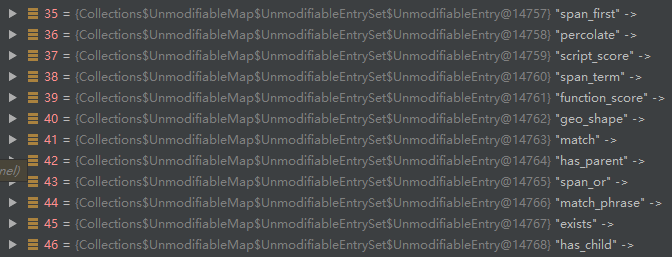 35 = {Collections$UnmodifiableMap$UnmodifiableEntrySet$UnmodifiableEntry@14757} "span_first" ->
36 = {Collections$UnmodifiableMap$UnmodifiableEntrySet$UnmodifiableEntry@14758} "percolate" ->
37 = {Collections$UnmodifiableMap$UnmodifiableEntrySet$UnmodifiableEntry@14759} "script_score" ->
38 = {Collections$UnmodifiableMap$UnmodifiableEntrySet$UnmodifiableEntry@14760} "span_term" ->
39 = {Collections$UnmodifiableMap$UnmodifiableEntrySet$UnmodifiableEntry@14761} "function_score" ->
40 = {Collections$UnmodifiableMap$UnmodifiableEntrySet$UnmodifiableEntry@14762} "geo_shape" ->
41 = {Collections$UnmodifiableMap$UnmodifiableEntrySet$UnmodifiableEntry@14763} "match" ->
42 = {Collections$UnmodifiableMap$UnmodifiableEntrySet$UnmodifiableEntry@14764} "has_parent" ->
nel)
43 = {Collections$UnmodifiableMap$UnmodifiableEntrySet$UnmodifiableEntry@14765} "span_or" ->
44 = {Collections$UnmodifiableMap$UnmodifiableEntrySet$UnmodifiableEntry@14766} "match_phrase" ->
45 = {Collections$UnmodifiableMap$UnmodifiableEntrySet$UnmodifiableEntry@14767} "exists" ->
46 = {Collections$UnmodifiableMap$UnmodifiableEntrySet$UnmodifiableEntry@14768} "has_child" ->